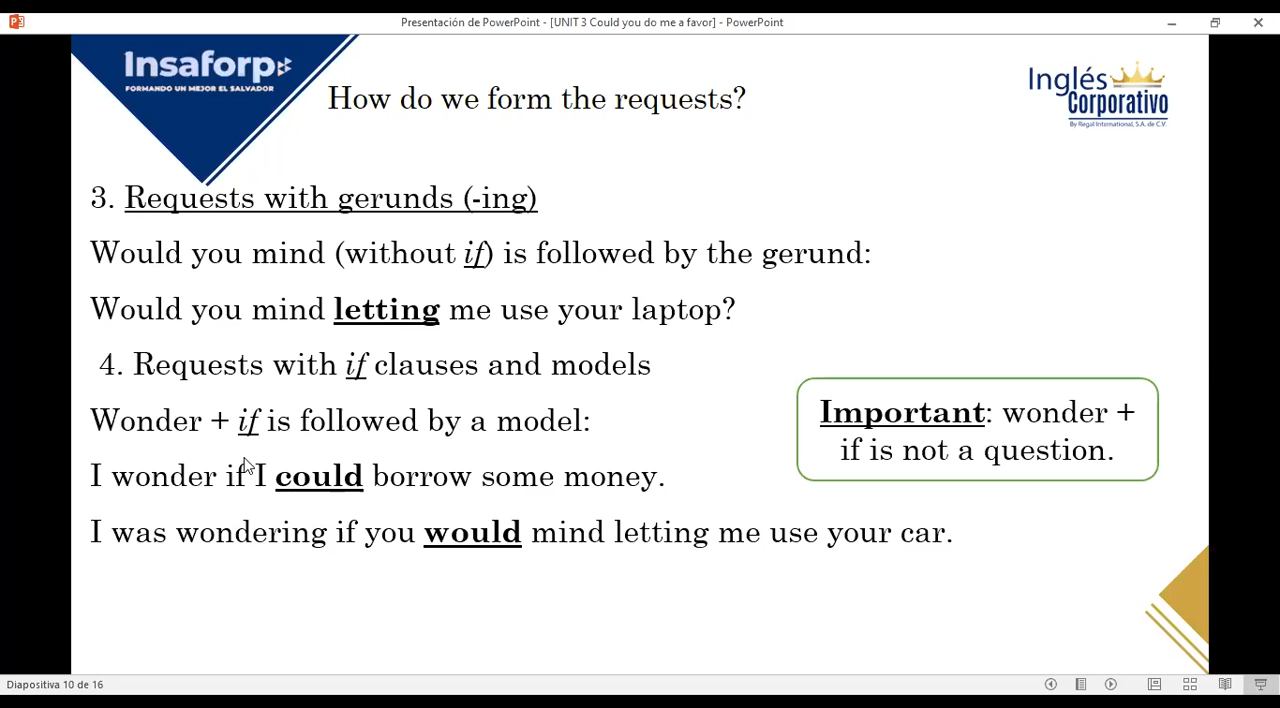 Presentación de PowerPoint - [UNIT 3 Could you do me a favor] - PowerPoint
Insaforp
FORMANDO UN MEJOR EL SALVADOR
How do we form the requests?
Inglés
Corporativo
By Regal International, S.A. de C.V.
3. Requests with gerunds (-ing)
Would you mind (without if) is followed by the gerund:
Would you mind letting me use your laptop?
4. Requests with if clauses and models
Wonder + if is followed by a model:
I wonder if I could borrow some money.
I was wondering if you would mind letting me use your car.
Important: wonder +
if is not a question.
Diapositiva 10 de 16